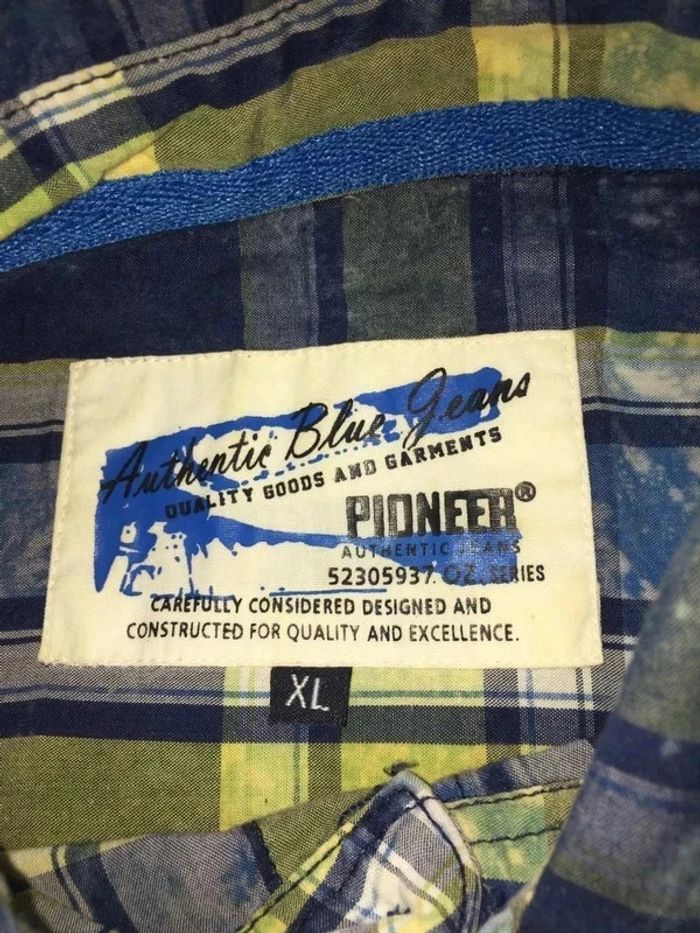 Authentic Blue Jeans
QUALITY GOODS AND GARMENTS
PIONEER®
AUTHENTIC JEANS
52305937 OZ. SERIES
CAREFULLY CONSIDERED DESIGNED AND
CONSTRUCTED FOR QUALITY AND EXCELLENCE.
XL